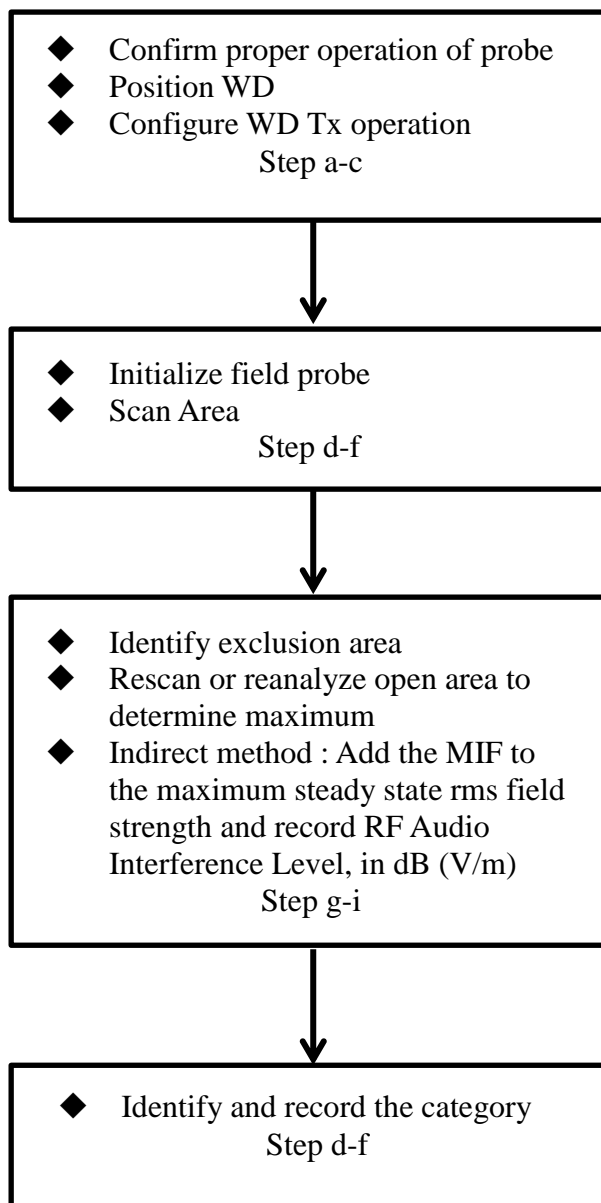 ◆ Confirm proper operation of probe
◆ Position WD
◆ Configure WD Tx operation
Step a-c
◆ Initialize field probe
◆ Scan Area
Step d-f
◆ Identify exclusion area
◆ Rescan or reanalyze open area to
determine maximum
◆ Indirect method : Add the MIF to
the maximum steady state rms field
strength and record RF Audio
Interference Level, in dB (V/m)
Step g-i
◆ Identify and record the category
Step d-f